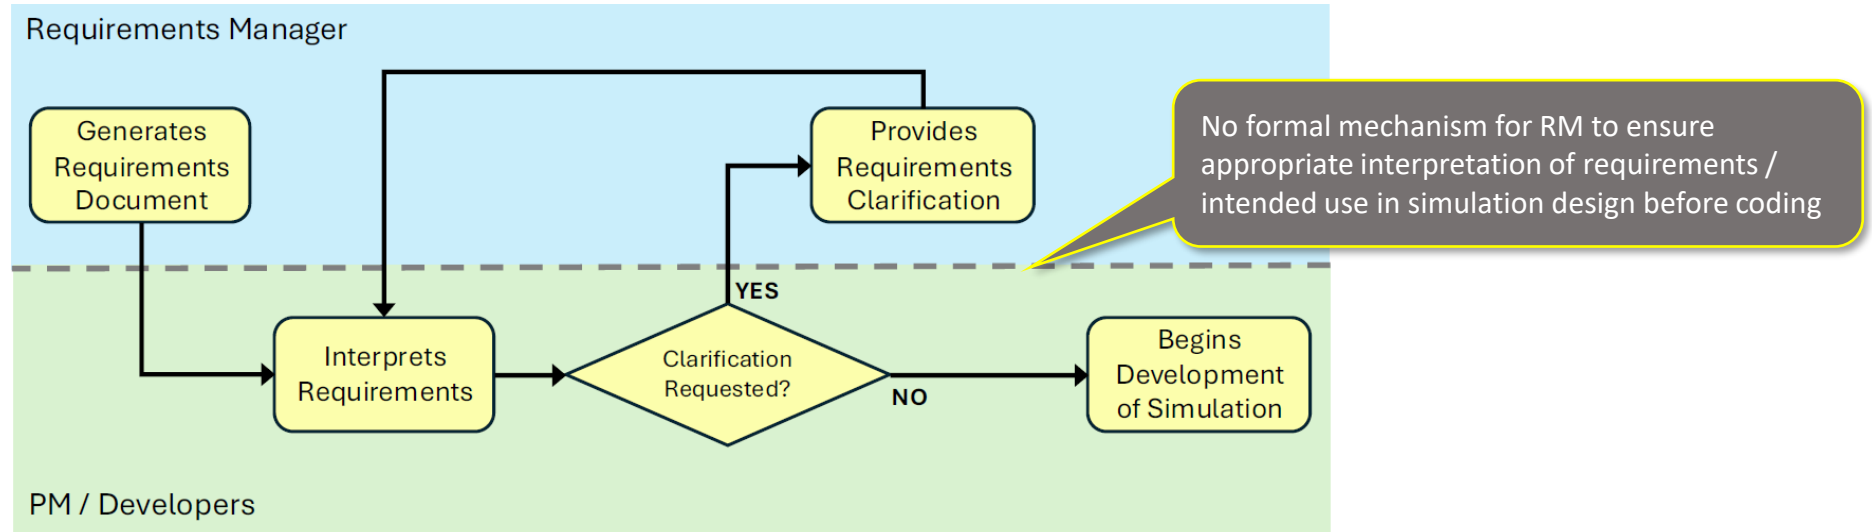 Requirements Manager
Generates
Requirements
Document
Provides
Requirements
Clarification
No formal mechanism for RM to ensure
appropriate interpretation of requirements /
intended use in simulation design before coding
YES
Interprets
Requirements
Clarification
Requested?
NO
Begins
Development
of Simulation
PM / Developers